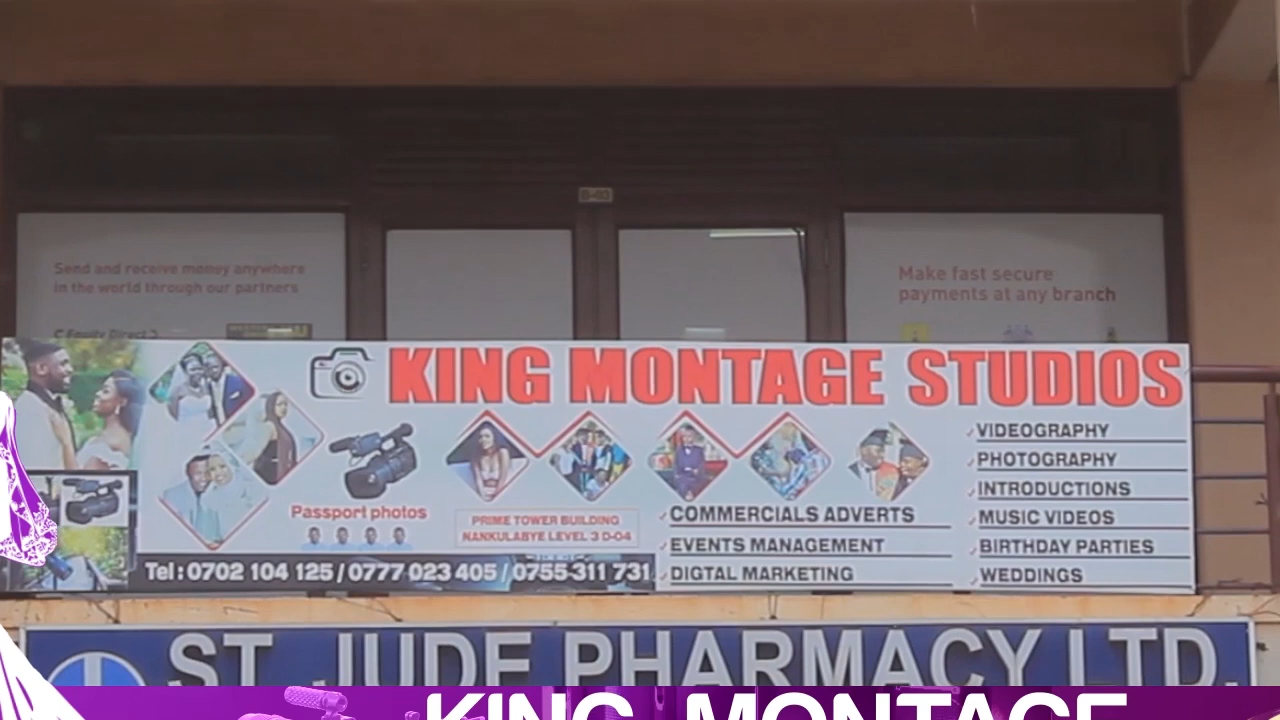 B-03
Send and receive money anywhere
in the world through our partners
Equity Direct
Make fast secure
payments at any branch
KING MONTAGE STUDIOS
VIDEOGRAPHY
PHOTOGRAPHY
INTRODUCTIONS
MUSIC VIDEOS
BIRTHDAY PARTIES
WEDDINGS
COMMERCIALS ADVERTS
EVENTS MANAGEMENT
DIGTAL MARKETING
Passport photos
PRIME TOWER BUILDING
NANKULABYE LEVEL 3 D-04
Tel : 0702 104 125 / 0777 023 405 / 0755-311 731
ST. JUDE PHARMACY LTD.
KING MONTAGE